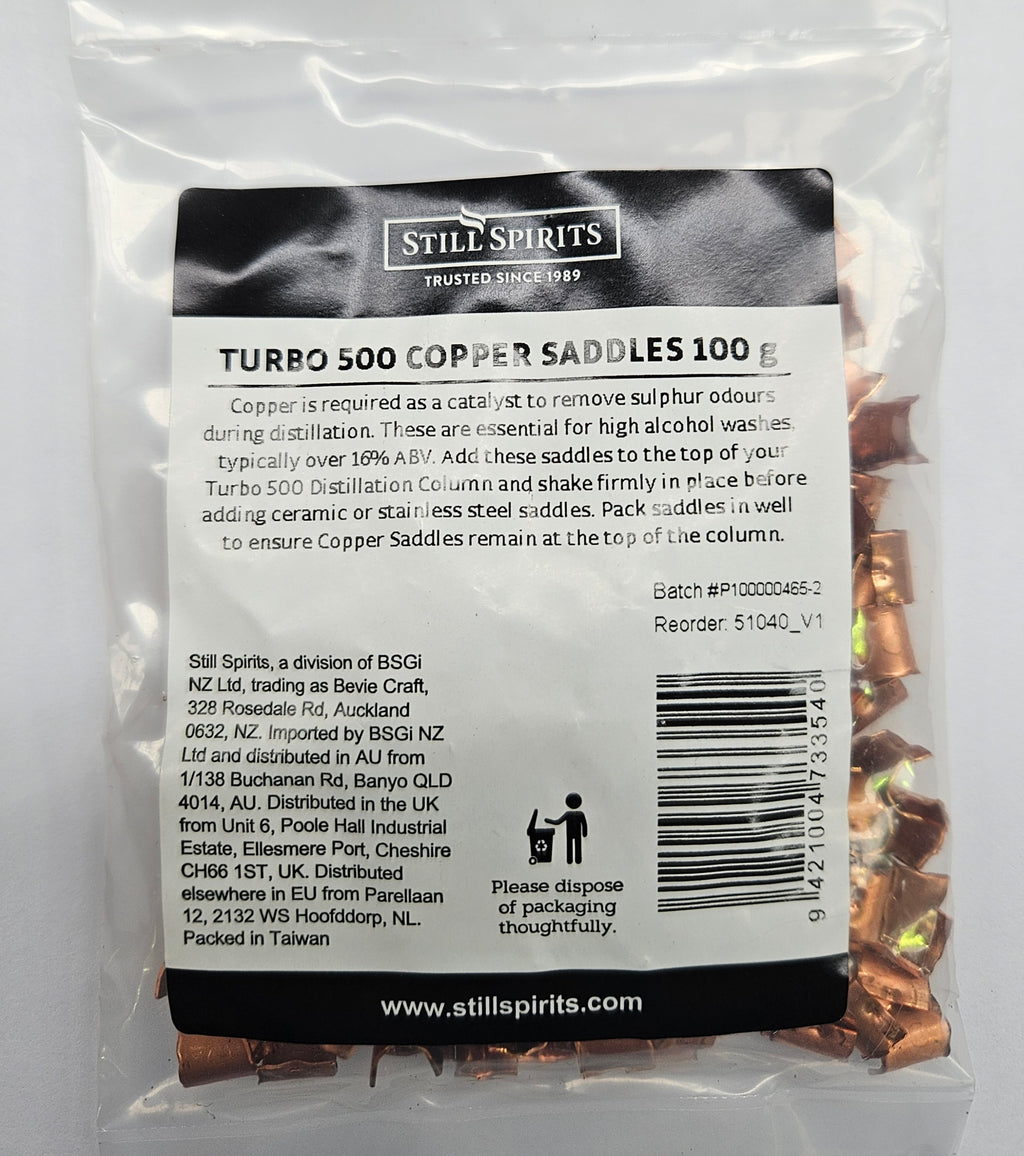 STILL SPIRITS
TRUSTED SINCE 1989
TURBO 500 COPPER SADDLES 100 g
Copper is required as a catalyst to remove sulphur odours
during distillation. These are essential for high alcohol washes,
typically over 16% ABV. Add these saddles to the top of your
Turbo 500 Distillation Column and shake firmly in place before
adding ceramic or stainless steel saddles. Pack saddles in well
to ensure Copper Saddles remain at the top of the column.
Batch #P100000465-2
Reorder: 51040_V1
Still Spirits, a division of BSGi
NZ Ltd, trading as Bevie Craft,
328 Rosedale Rd, Auckland
0632, NZ. Imported by BSGi NZ
Ltd and distributed in AU from
1/138 Buchanan Rd, Banyo QLD
4014, AU. Distributed in the UK
from Unit 6, Poole Hall Industrial
Estate, Ellesmere Port, Cheshire
CH66 1ST, UK. Distributed
elsewhere in EU from Parellaan
12, 2132 WS Hoofddorp, NL.
Packed in Taiwan
Please dispose
of packaging
thoughtfully.
9 421004 733540
www.stillspirits.com